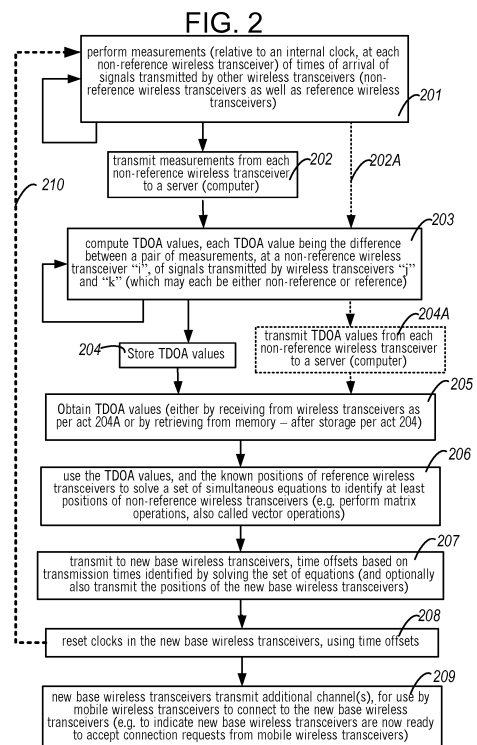 FIG. 2
perform measurements (relative to an internal clock, at each
non-reference wireless transceiver) of times of arrival of
signals transmitted by other wireless transceivers (non-
reference wireless transceivers as well as reference wireless
transceivers)
201
transmit measurements from each
non-reference wireless transceiver
to a server (computer)
202
202A
210
203
compute TDOA values, each TDOA value being the difference
between a pair of measurements, at a non-reference wireless
transceiver "i", of signals transmitted by wireless transceivers "j"
and "k" (which may each be either non-reference or reference)
204A
204
Store TDOA values
transmit TDOA values from each
non-reference wireless transceiver
to a server (computer)
205
Obtain TDOA values (either by receiving from wireless transceivers as
per act 204A or by retrieving from memory – after storage per act 204)
206
use the TDOA values, and the known positions of reference wireless
transceivers to solve a set of simultaneous equations to identify at least
positions of non-reference wireless transceivers (e.g. perform matrix
operations, also called vector operations)
207
transmit to new base wireless transceivers, time offsets based on
transmission times identified by solving the set of equations (and optionally
also transmit the positions of the new base wireless transceivers)
208
reset clocks in the new base wireless transceivers, using time offsets
209
new base wireless transceivers transmit additional channel(s), for use by
mobile wireless transceivers to connect to the new base wireless
transceivers (e.g. to indicate new base wireless transceivers are now ready
to accept connection requests from mobile wireless transceivers)